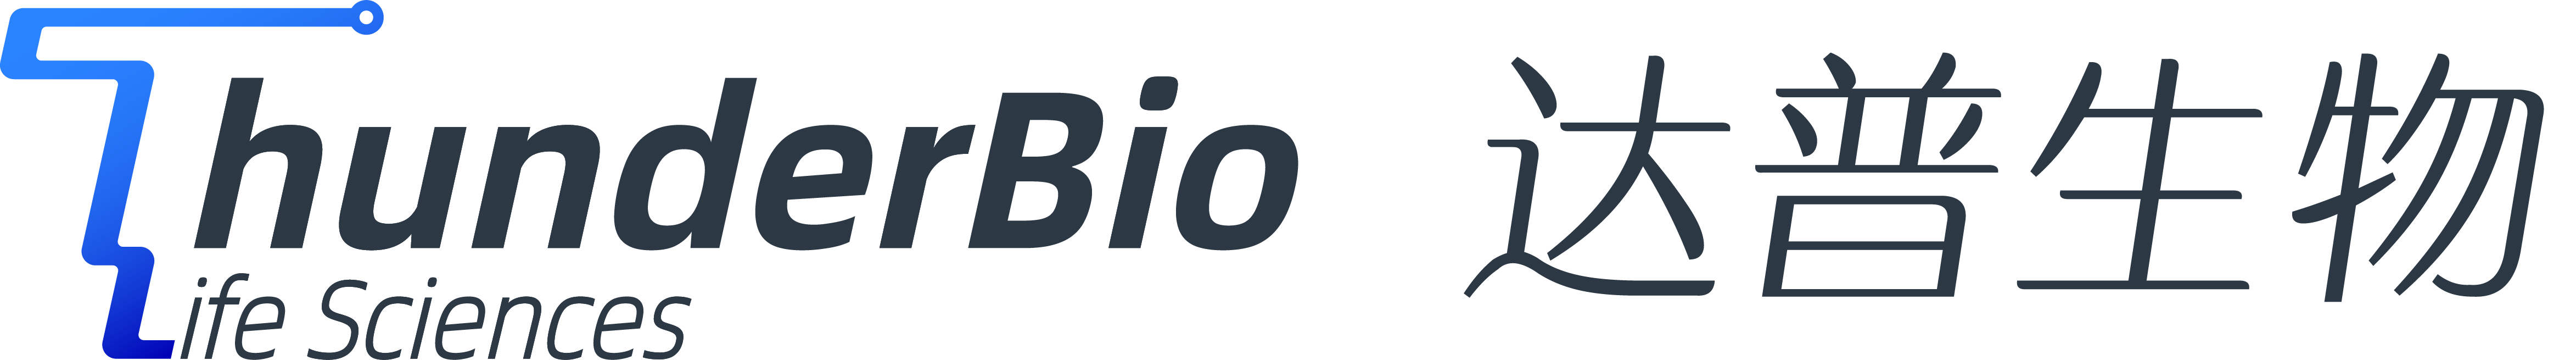 ThunderBio 达普生物
Life Sciences